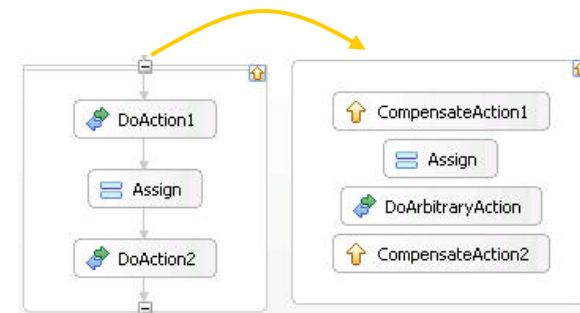 DoAction1
Assign
DoAction2
CompensateAction1
Assign
DoArbitraryAction
CompensateAction2